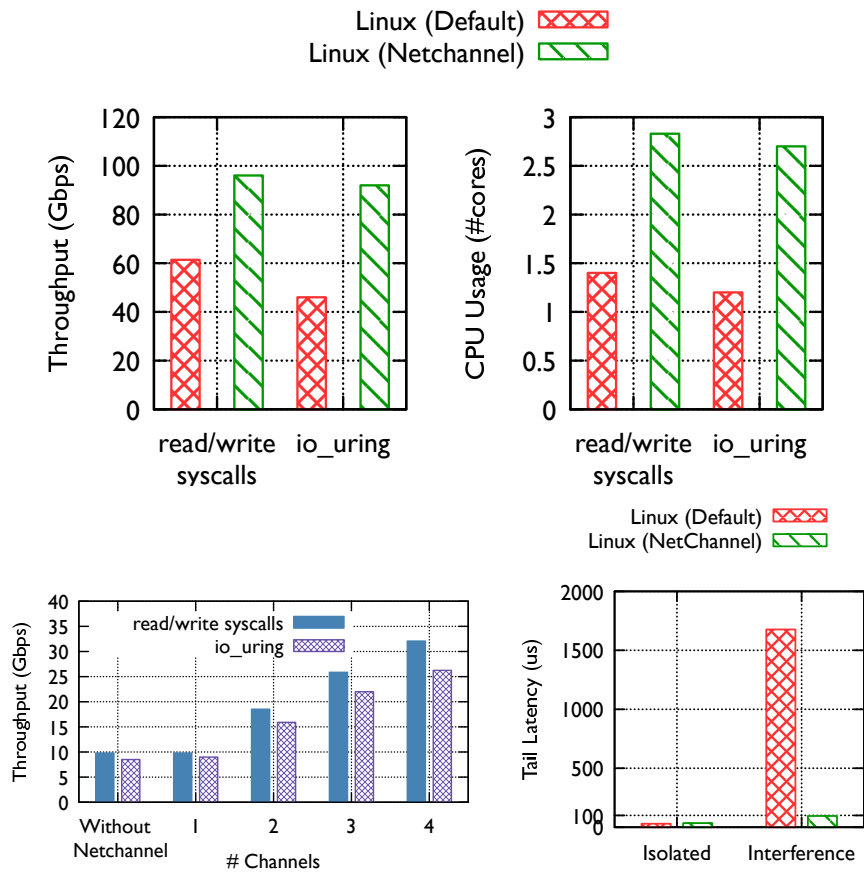 Linux (Default)
Linux (Netchannel)
Throughput (Gbps)
120
100
80
60
40
20
0
read/write
syscalls
io_uring
CPU Usage (#cores)
3
2.5
2
1.5
1
0.5
0
read/write
syscalls
io_uring
Throughput (Gbps)
40
35
30
25
20
15
10
5
0
read/write syscalls
io_uring
Without
Netchannel
1
2
3
4
# Channels
Linux (Default)
Linux (NetChannel)
Tail Latency (us)
2000
1500
1000
500
100
0
Isolated
Interference